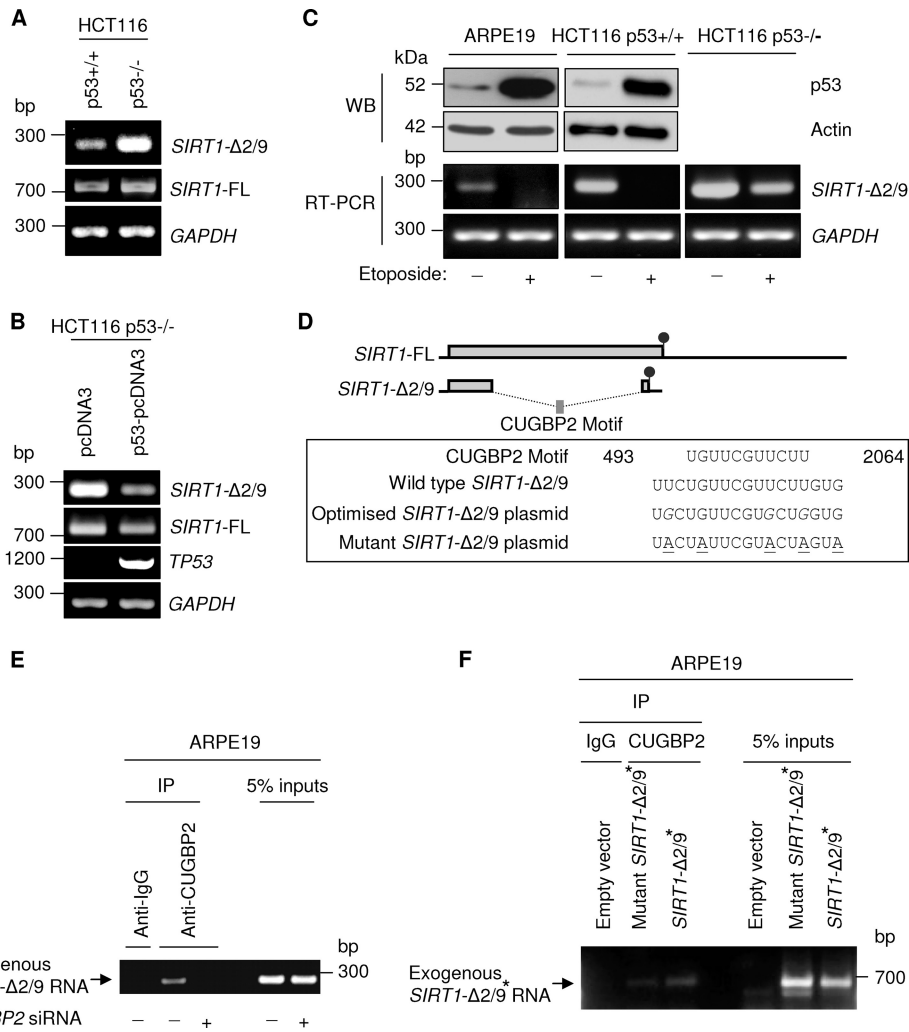 A
HCT116
p53+/+
p53-/-
bp
300
SIRT1-Δ2/9
700
SIRT1-FL
300
GAPDH
B
HCT116 p53-/-
pcDNA3
p53-pcDNA3
bp
300
SIRT1-Δ2/9
700
SIRT1-FL
1200
TP53
300
GAPDH
C
ARPE19 HCT116 p53+/+ HCT116 p53-/-
kDa
WB
52
p53
42
Actin
bp
RT-PCR
300
SIRT1-Δ2/9
300
GAPDH
Etoposide: – + – + – +
D
SIRT1-FL
SIRT1-Δ2/9
CUGBP2 Motif
CUGBP2 Motif 493 UGUUCGUUCUU 2064
Wild type SIRT1-Δ2/9 UUCUGUUCGUUCUUGUG
Optimised SIRT1-Δ2/9 plasmid UGCUGUUCGUGCUGGUG
Mutant SIRT1-Δ2/9 plasmid UACUAUUCGUACUAGUA
E
ARPE19
IP 5% inputs
Anti-IgG
Anti-CUGBP2
bp
300
enous
-Δ2/9 RNA
BP2 siRNA – – + – +
F
ARPE19
IP
IgG CUGBP2 5% inputs
Empty vector
Mutant SIRT1-Δ2/9*
SIRT1-Δ2/9*
Empty vector
Mutant SIRT1-Δ2/9*
SIRT1-Δ2/9*
bp
700
Exogenous
SIRT1-Δ2/9* RNA